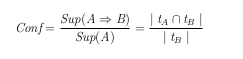 Conf = Sup(A ⇒ B) / Sup(A) = | t_A ∩ t_B | / | t_B |